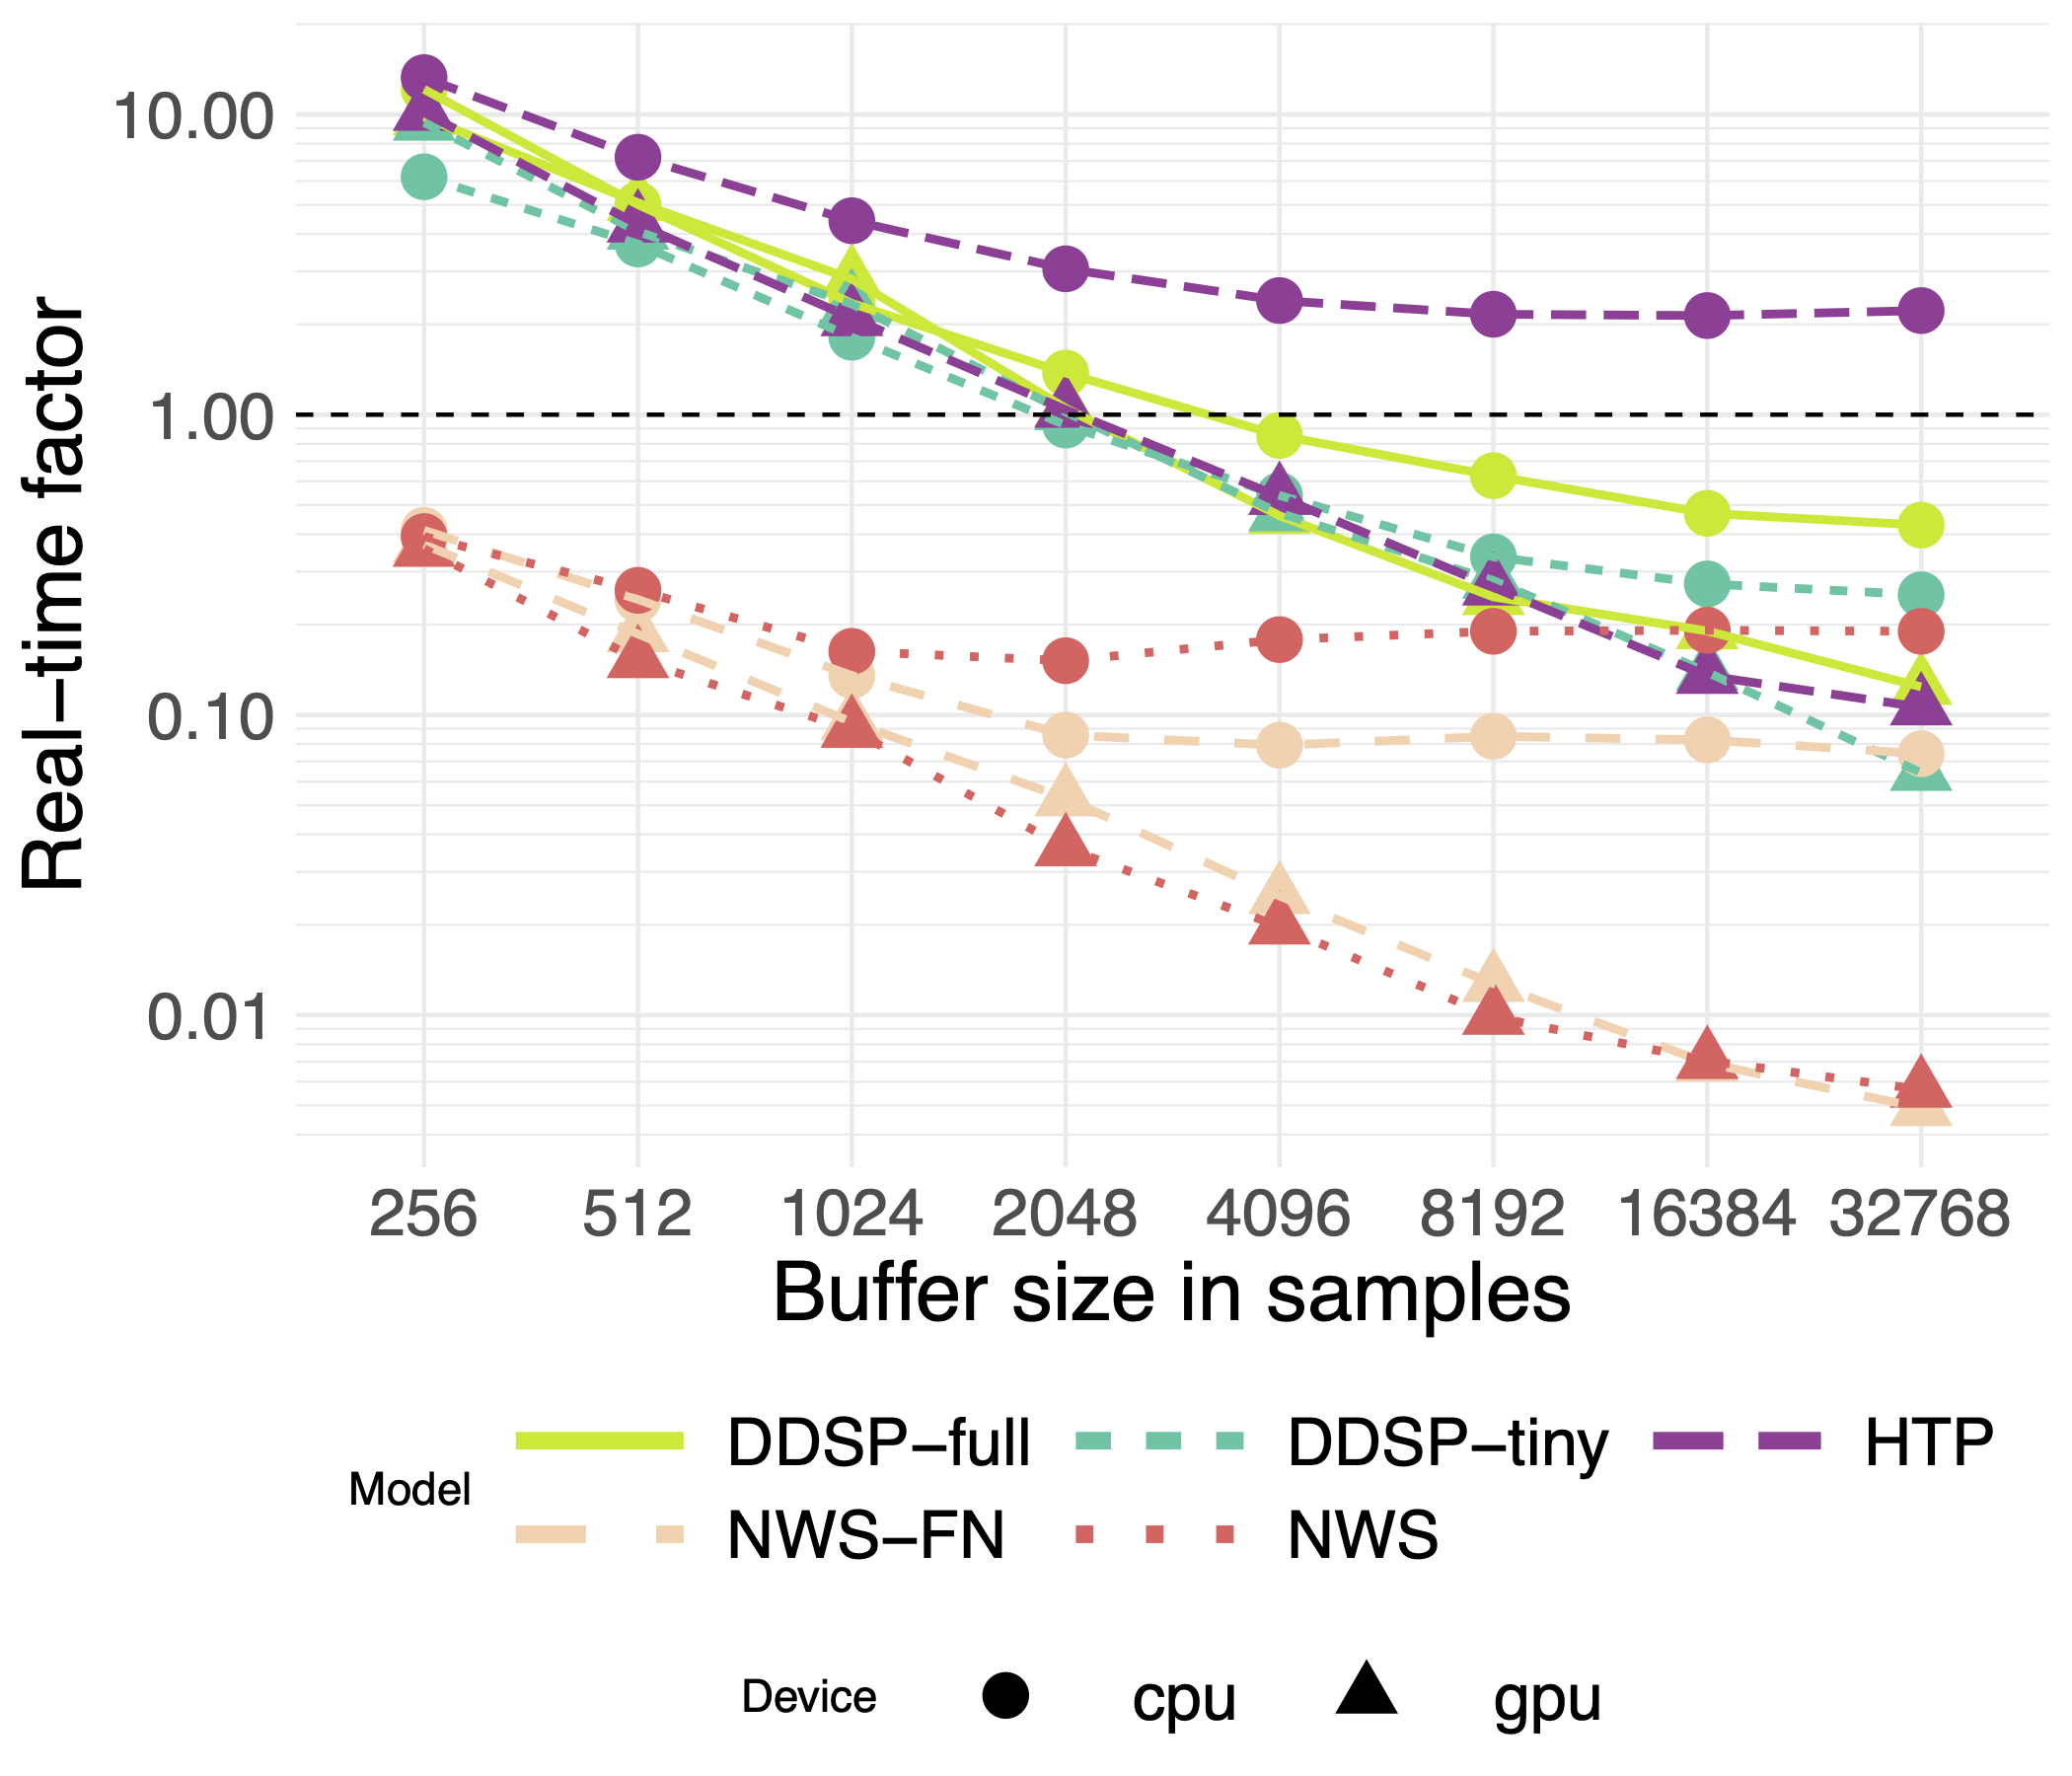 Real−time factor
10.00
1.00
0.10
0.01
256 512 1024 2048 4096 8192 16384 32768
Buffer size in samples
Model
DDSP−full DDSP−tiny HTP
NWS−FN NWS
Device cpu gpu